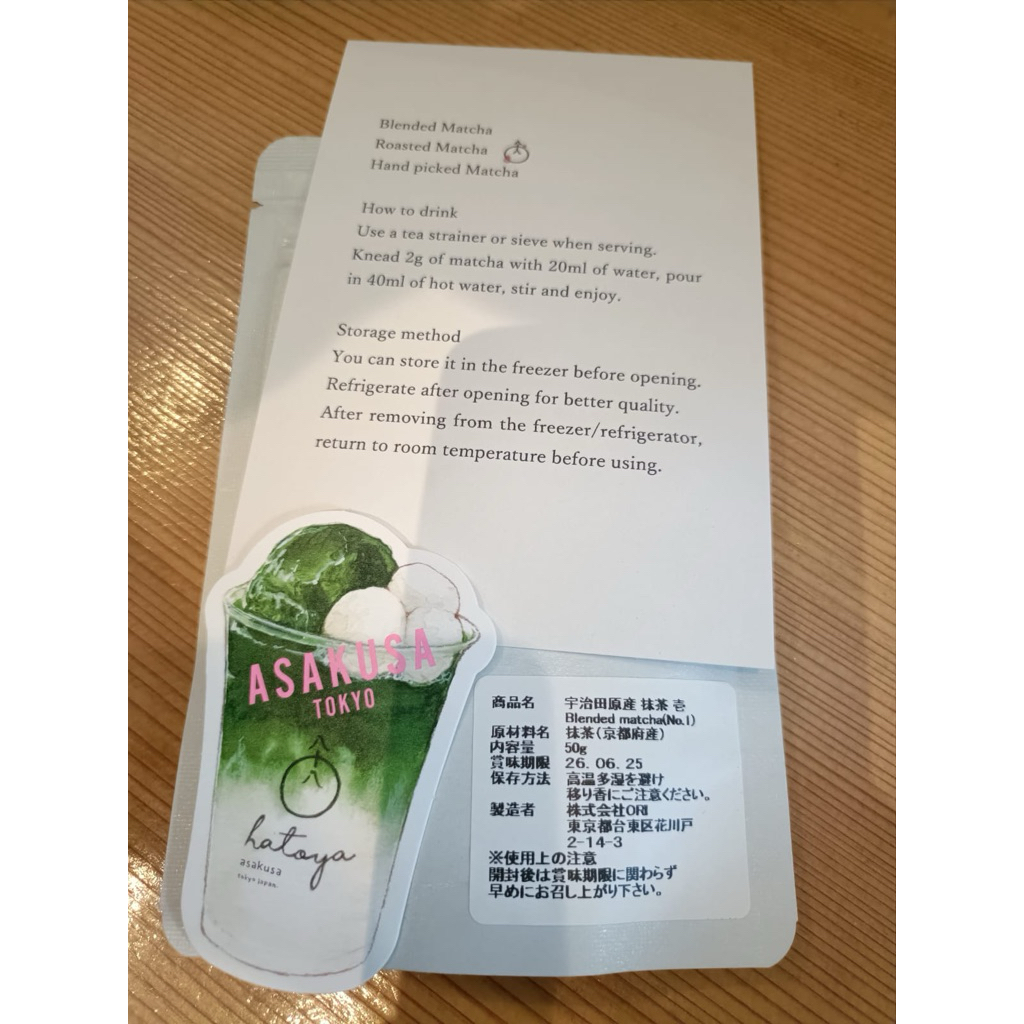 Blended Matcha
Roasted Matcha
Hand picked Matcha
How to drink
Use a tea strainer or sieve when serving.
Knead 2g of matcha with 20ml of water, pour
in 40ml of hot water, stir and enjoy.
Storage method
You can store it in the freezer before opening.
Refrigerate after opening for better quality.
After removing from the freezer/refrigerator,
return to room temperature before using.
ASAKUSA
TOKYO
hatoya
asakusa
tokyo japan.
商品名 宇治田原産 抹茶 壱
Blended matcha(No.1)
原材料名 抹茶(京都府産)
内容量 50g
賞味期限 26. 06. 25
保存方法 高温多湿を避け
移り香にご注意ください。
製造者 株式会社ORI
東京都台東区花川戸
2-14-3
※使用上の注意
開封後は賞味期限に関わらず
早めにお召し上がり下さい。